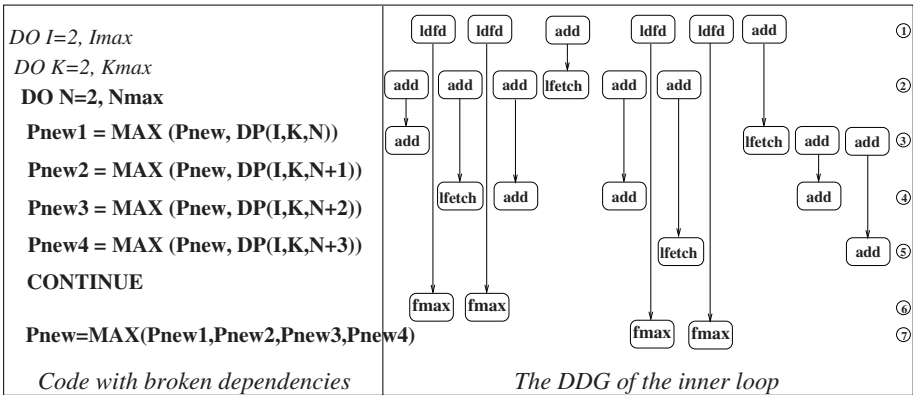 DO I=2, Imax
DO K=2, Kmax
DO N=2, Nmax
Pnew1 = MAX (Pnew, DP(I,K,N))
Pnew2 = MAX (Pnew, DP(I,K,N+1))
Pnew3 = MAX (Pnew, DP(I,K,N+2))
Pnew4 = MAX (Pnew, DP(I,K,N+3))
CONTINUE
Pnew=MAX(Pnew1,Pnew2,Pnew3,Pnew4)
Code with broken dependencies
ldfd ldfd add ldfd ldfd add ①
add add add lfetch add add ②
add lfetch add add ③
lfetch add add add ④
lfetch add ⑤
fmax fmax ⑥
fmax fmax ⑦
The DDG of the inner loop